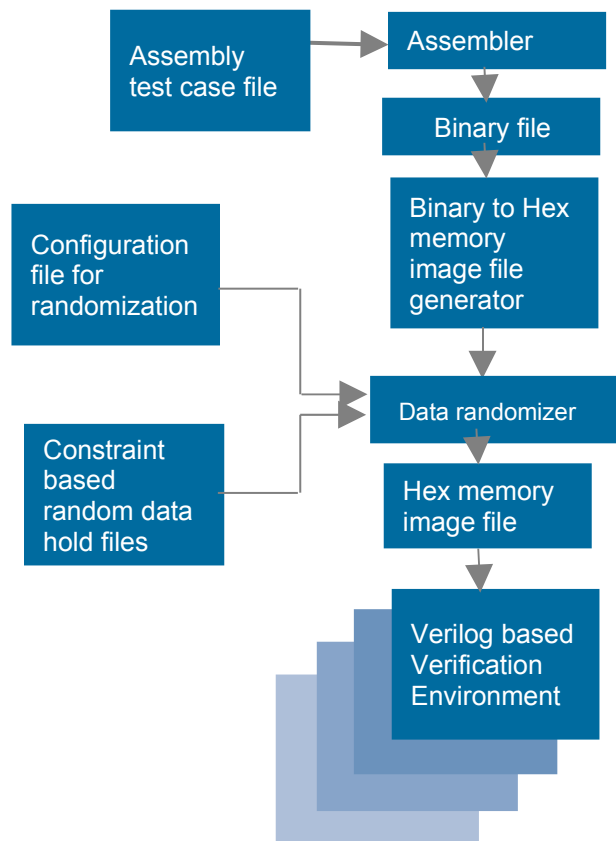 Assembly
test case file
Assembler
Binary file
Binary to Hex
memory
image file
generator
Configuration
file for
randomization
Data randomizer
Constraint
based
random data
hold files
Hex memory
image file
Verilog based
Verification
Environment